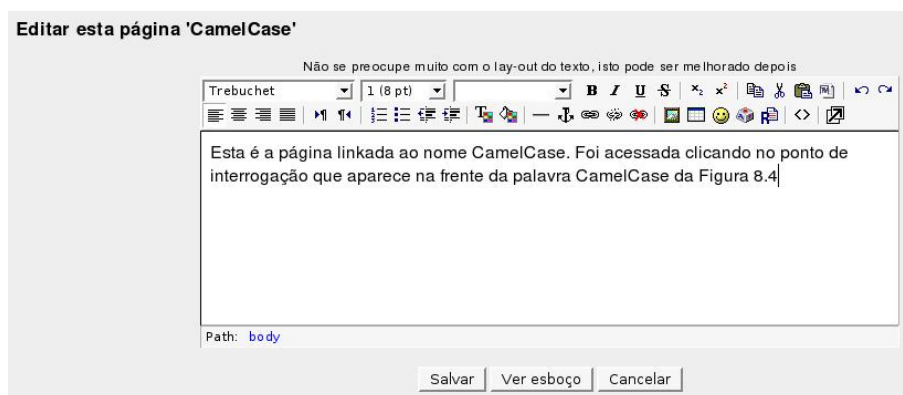 Editar esta página 'CamelCase'
Não se preocupe muito com o lay-out do texto, isto pode ser melhorado depois
Trebuchet 1 (8 pt) B I U S x₂ x²
Esta é a página linkada ao nome CamelCase. Foi acessada clicando no ponto de
interrogação que aparece na frente da palavra CamelCase da Figura 8.4
Path: body
Salvar Ver esboço Cancelar